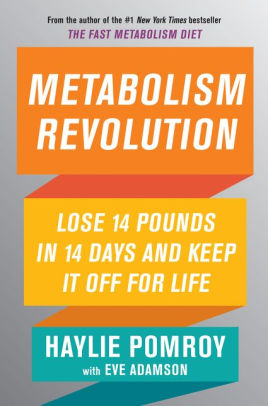 From the author of the #1 New York Times bestseller
THE FAST METABOLISM DIET
METABOLISM
REVOLUTION
LOSE 14 POUNDS
IN 14 DAYS AND KEEP
IT OFF FOR LIFE
HAYLIE POMROY
with EVE ADAMSON